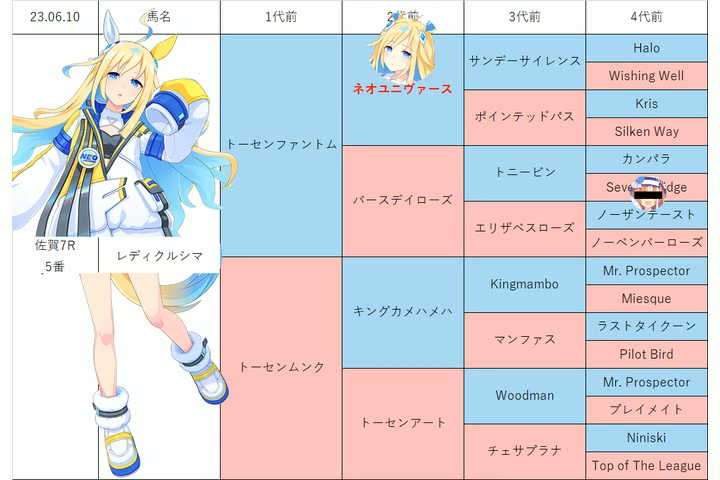 23.06.10 馬名 1代前 3代前 4代前
佐賀7R
.5番
レディクルシマ
トーセンファントム
トーセンムンク
ネオユニヴァース
バースデイローズ
キングカメハメハ
トーセンアート
サンデーサイレンス
ポインテッドパス
トニービン
エリザベスローズ
Kingmambo
マンファス
Woodman
チェサプラナ
Halo
Wishing Well
Kris
Silken Way
カンパラ
ノーザンテースト
ノーベンバーローズ
Mr. Prospector
Miesque
ラストタイクーン
Pilot Bird
Mr. Prospector
プレイメイト
Niniski
Top of The League
NEO